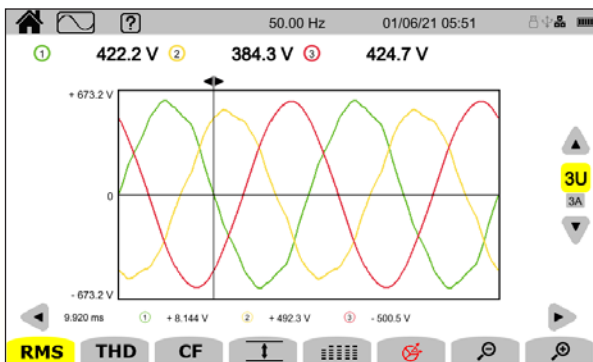 ? 50.00 Hz 01/06/21 05:51
1 422.2 V 2 384.3 V 3 424.7 V
+ 673.2 V
3U
0
3A
- 673.2 V
9.920 ms 1 + 8.144 V 2 + 492.3 V 3 - 500.5 V
RMS THD CF